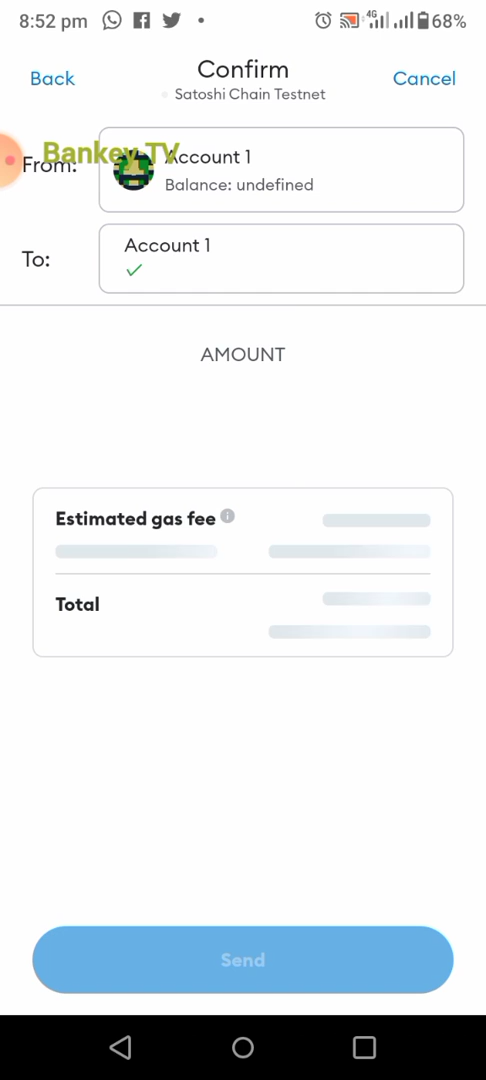 8:52 pm 4G 68%
Back Confirm Cancel
Satoshi Chain Testnet
Bankey TV
From: Account 1
Balance: undefined
To: Account 1
AMOUNT
Estimated gas fee
Total
Send